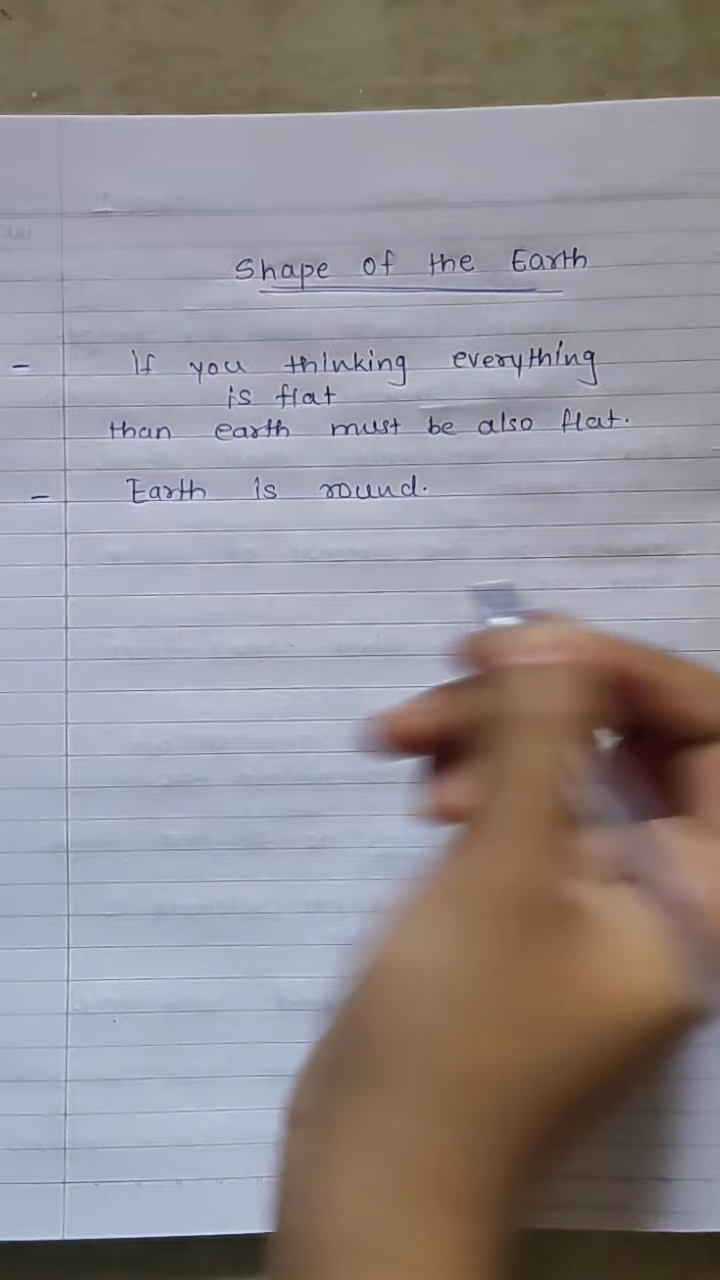 Shape of the Earth
- If you thinking everything
is flat
than earth must be also flat.
- Earth is round.